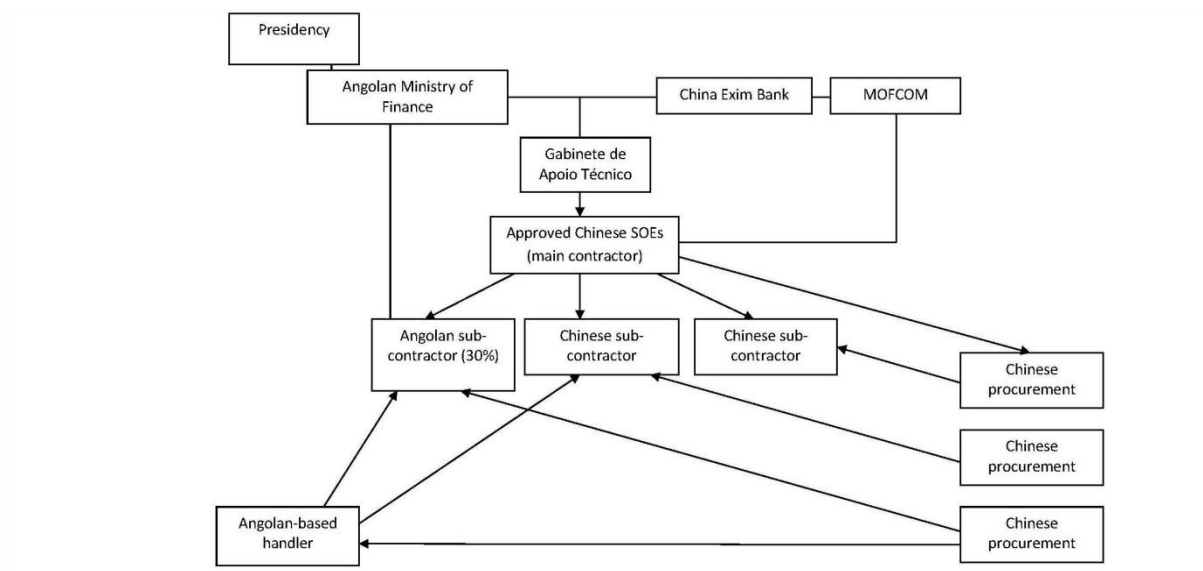 Presidency
Angolan Ministry of
Finance
China Exim Bank
MOFCOM
Gabinete de
Apoio Técnico
Approved Chinese SOEs
(main contractor)
Angolan sub-
contractor (30%)
Chinese sub-
contractor
Chinese sub-
contractor
Chinese
procurement
Chinese
procurement
Angolan-based
handler
Chinese
procurement